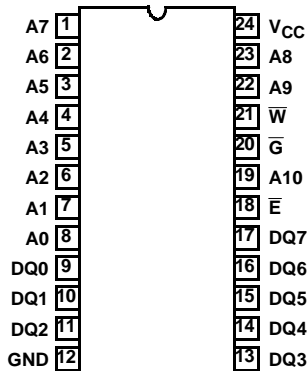 A7 1 24 VCC
A6 2 23 A8
A5 3 22 A9
A4 4 21 W̅
A3 5 20 G̅
A2 6 19 A10
A1 7 18 E̅
A0 8 17 DQ7
DQ0 9 16 DQ6
DQ1 10 15 DQ5
DQ2 11 14 DQ4
GND 12 13 DQ3